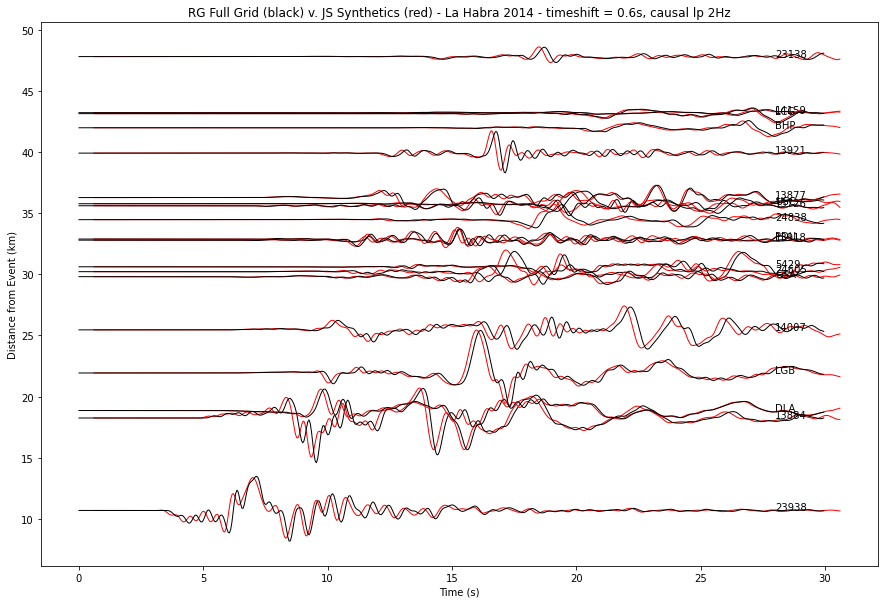 RG Full Grid (black) v. JS Synthetics (red) - La Habra 2014 - timeshift = 0.6s, causal lp 2Hz
50
23138
45
14159
BHP
40
13921
13877
35
24838
5429
30
25
14007
LGB
20
DLA
13884
15
23938
10
Distance from Event (km)
0 5 10 15 20 25 30
Time (s)